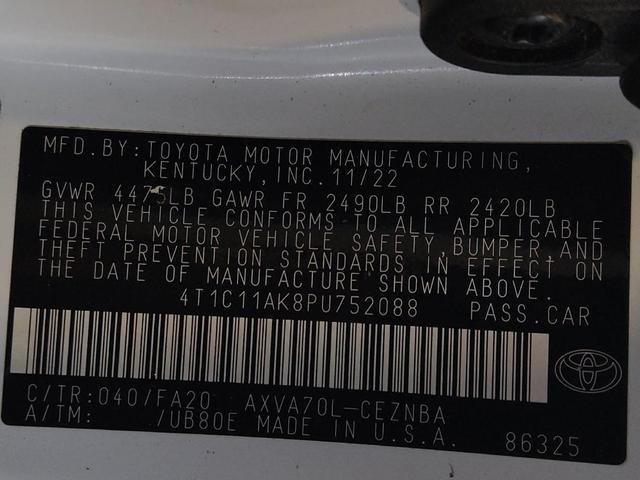 MFD.BY:TOYOTA MOTOR MANUFACTURING,
KENTUCKY,INC.11/22
GVWR 4475LB GAWR FR 2490LB RR 2420LB
THIS VEHICLE CONFORMS TO ALL APPLICABLE
FEDERAL MOTOR VEHICLE SAFETY,BUMPER,AND
THEFT PREVENTION STANDARDS IN EFFECT ON
THE DATE OF MANUFACTURE SHOWN ABOVE.
4T1C11AK8PU752088 PASS.CAR
C/TR:040/FA20 AXVA70L-CEZNBA
A/TM: /UB80E MADE IN U.S.A. 86325